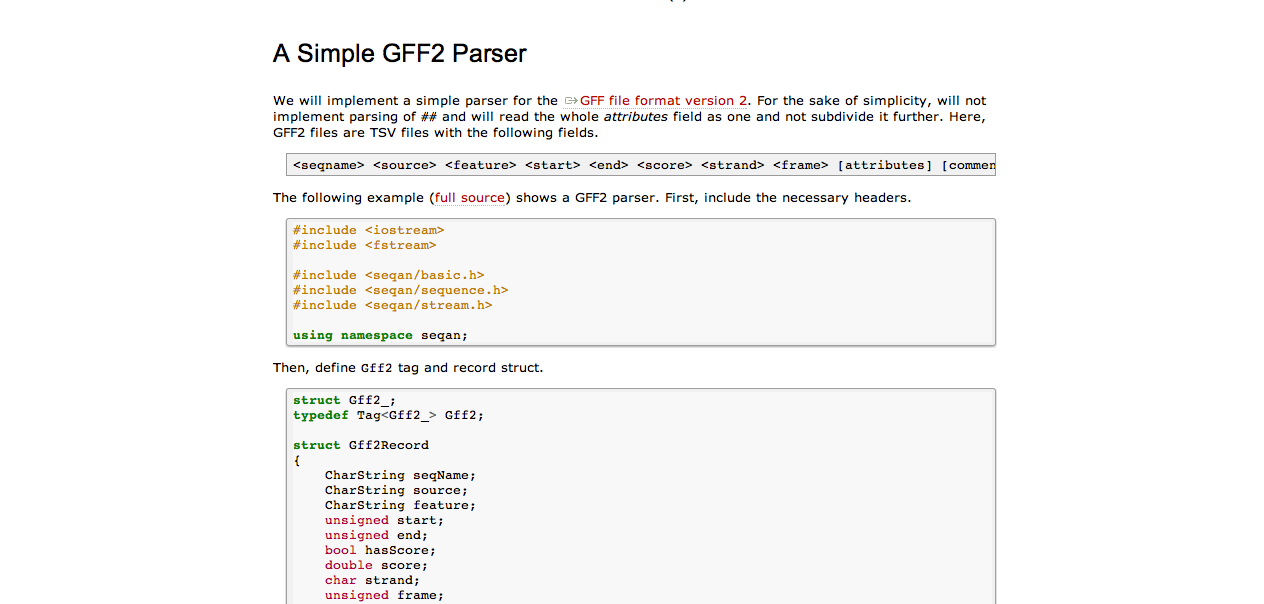 A Simple GFF2 Parser
We will implement a simple parser for the GFF file format version 2. For the sake of simplicity, will not
implement parsing of ## and will read the whole attributes field as one and not subdivide it further. Here,
GFF2 files are TSV files with the following fields.
<seqname> <source> <feature> <start> <end> <score> <strand> <frame> [attributes] [commen
The following example (full source) shows a GFF2 parser. First, include the necessary headers.
#include <iostream>
#include <fstream>
#include <seqan/basic.h>
#include <seqan/sequence.h>
#include <seqan/stream.h>
using namespace seqan;
Then, define Gff2 tag and record struct.
struct Gff2_;
typedef Tag<Gff2_> Gff2;
struct Gff2Record
{
    CharString seqName;
    CharString source;
    CharString feature;
    unsigned start;
    unsigned end;
    bool hasScore;
    double score;
    char strand;
    unsigned frame;